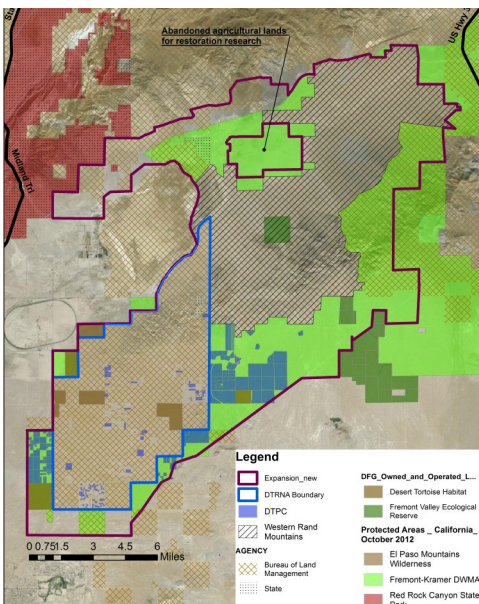 Abandoned agricultural lands
for restoration research
US Hwy 3
Sta
Midland Trl
Legend
Expansion_new
DTRNA Boundary
DTPC
Western Rand
Mountains
AGENCY
Bureau of Land
Management
State
DFG_Owned_and_Operated_L...
Desert Tortoise Habitat
Fremont Valley Ecological
Reserve
Protected Areas _ California_
October 2012
El Paso Mountains
Wilderness
Fremont-Kramer DWMA
Red Rock Canyon State
Park
0 0.751.5 3 4.5 6
Miles